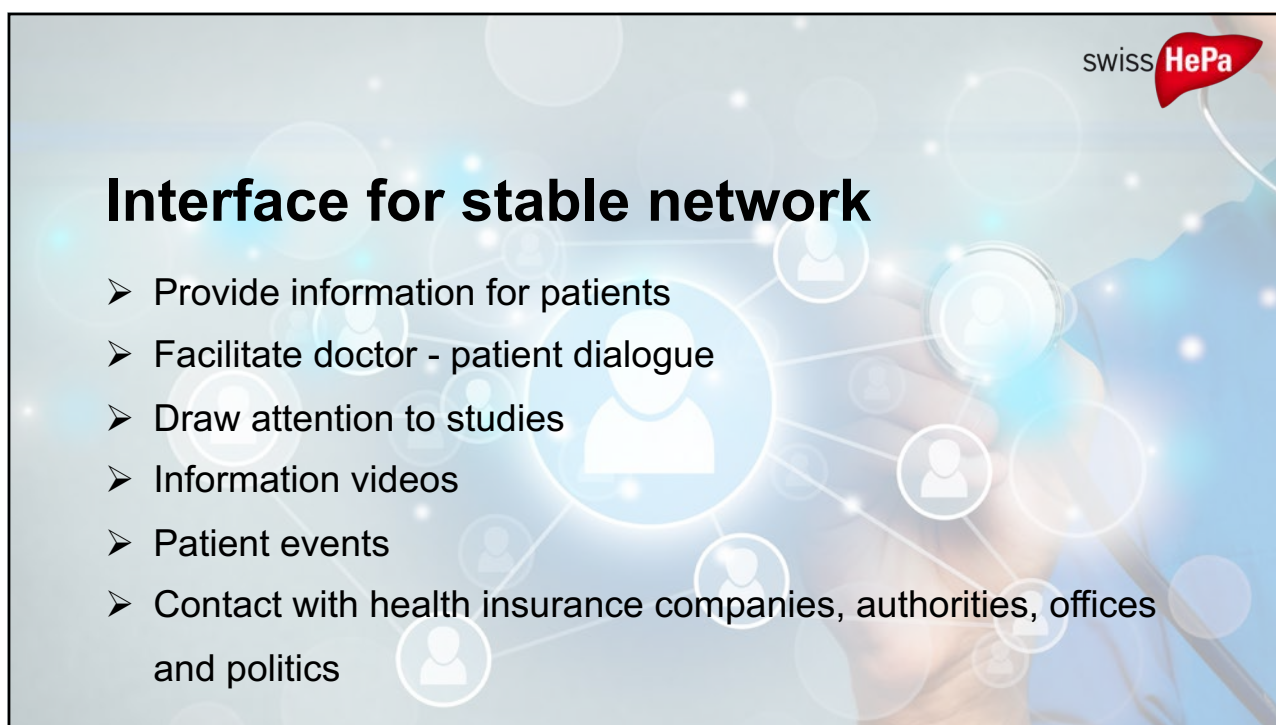 swiss HePa
Interface for stable network
➢ Provide information for patients
➢ Facilitate doctor - patient dialogue
➢ Draw attention to studies
➢ Information videos
➢ Patient events
➢ Contact with health insurance companies, authorities, offices
and politics